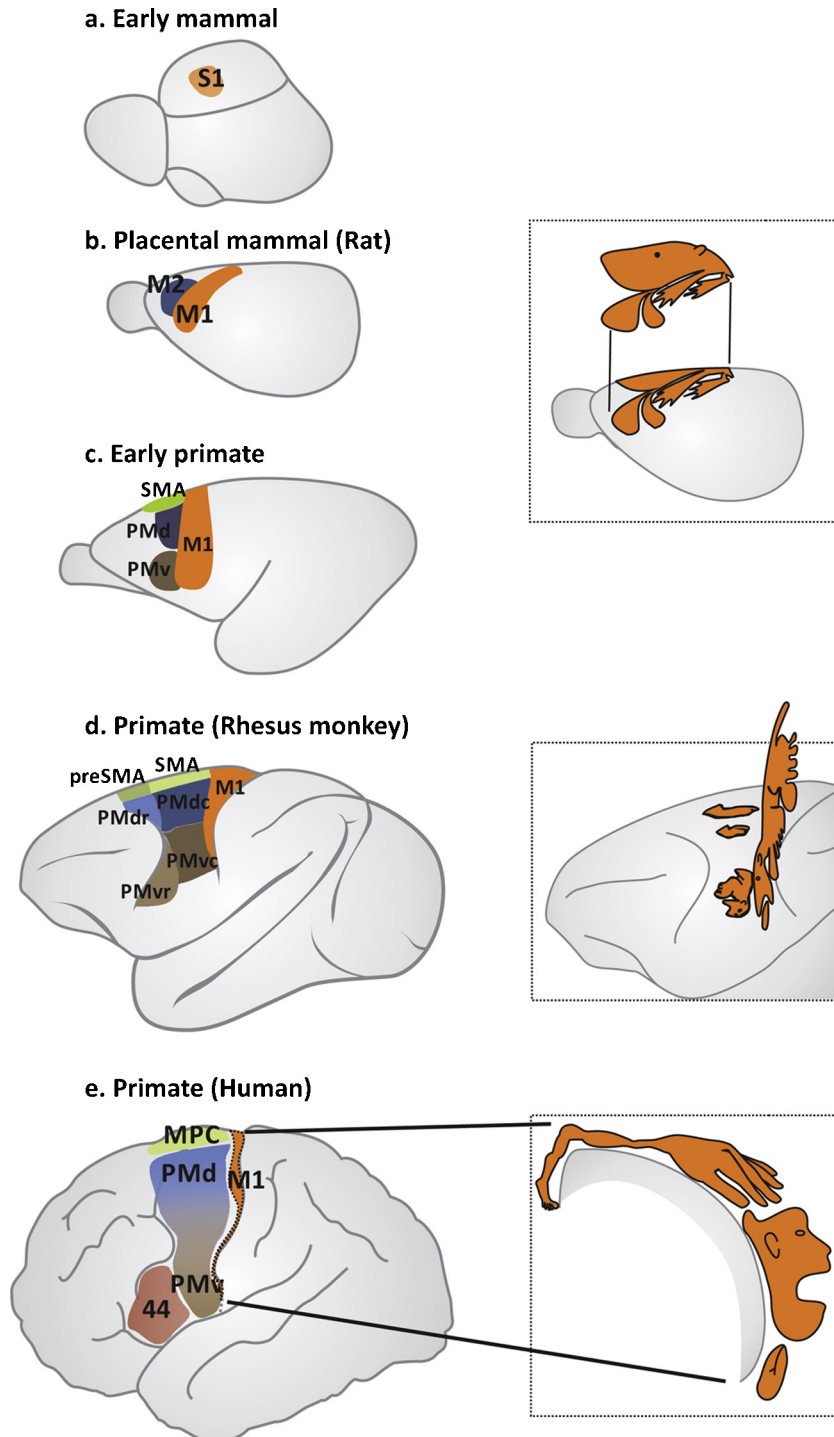 a. Early mammal
S1
b. Placental mammal (Rat)
M2
M1
c. Early primate
SMA
PMd
M1
PMv
d. Primate (Rhesus monkey)
SMA
preSMA
M1
PMdc
PMdr
PMvc
PMvr
e. Primate (Human)
MPC
PMd
M1
PMv
44